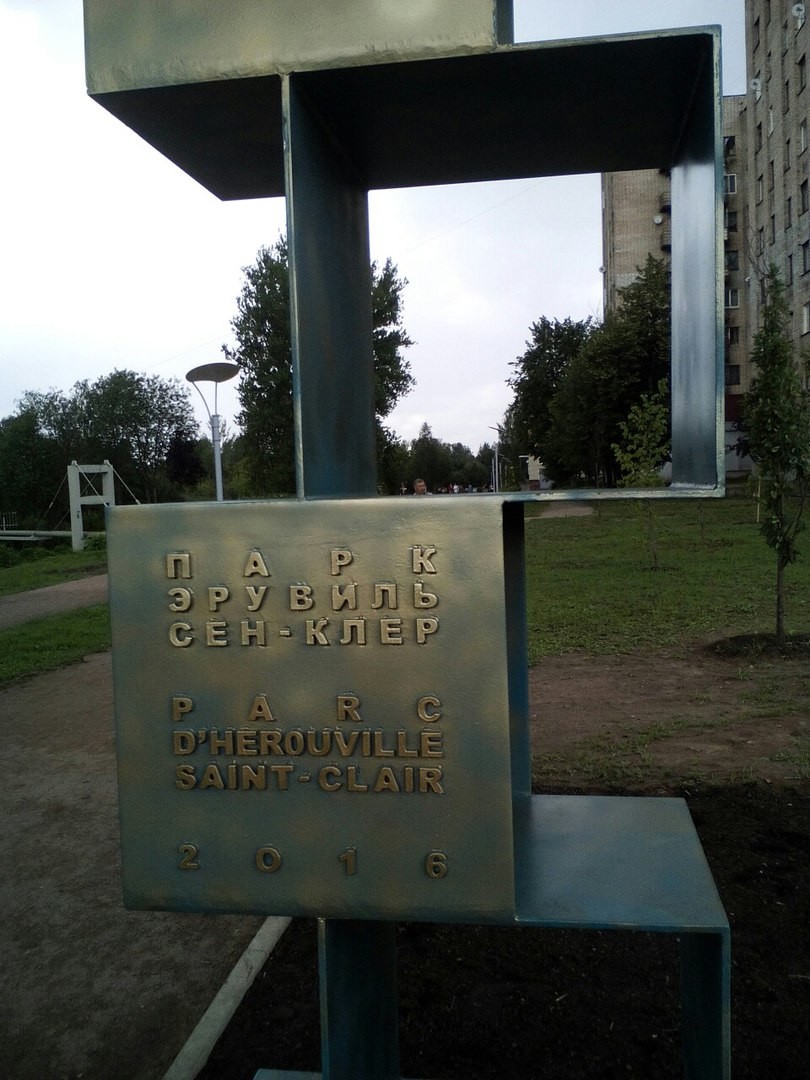 ПАРК
ЭРУВИЛЬ
СЕН-КЛЕР
PARC
D'HEROUVILLE
SAINT-CLAIR
2016